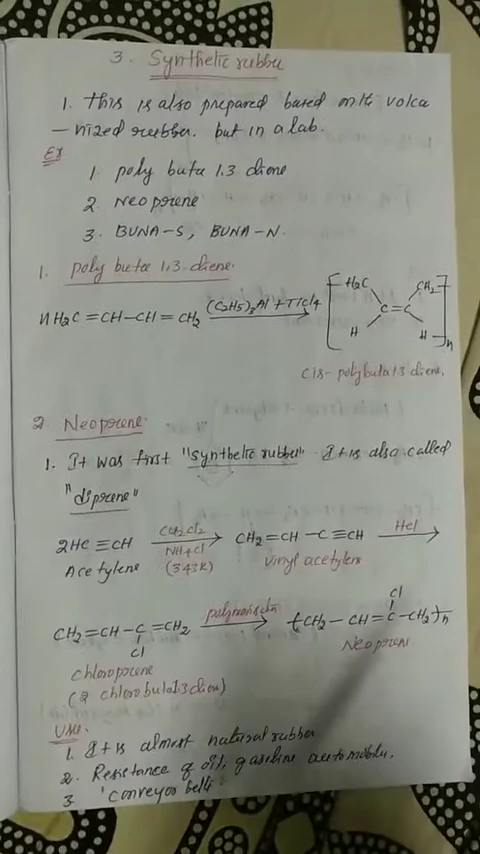 3. Synthetic rubber
1. This is also prepared based on the volca
-nized rubber. but in a lab.
Ex
1. poly buta 1,3 diene
2. Neoprene
3. BUNA-S, BUNA-N.
1. poly buta 1,3 diene.
nH₂C=CH-CH=CH₂ (C₂H₅)₃Al+TiCl₄ → [H₂C CH₂
C=C
H H]n
cis-polybuta 1,3 diene.
2. Neoprene.
1. It was first "synthetic rubber". It is also called
"diprene"
2HC≡CH Cu₂Cl₂ → CH₂=CH-C≡CH HCl →
NH₄Cl
Acetylene (343K) Vinyl acetylene
Cl
CH₂=CH-C=CH₂ → {CH₂-CH=C-CH₂}n
Cl Neopren
chloroprene
(2 chlorobuta1.3 dien)
Use.
1. It is almost natural rubber
2. Resistance of oil, gasoline
3. 'conveyor belts.